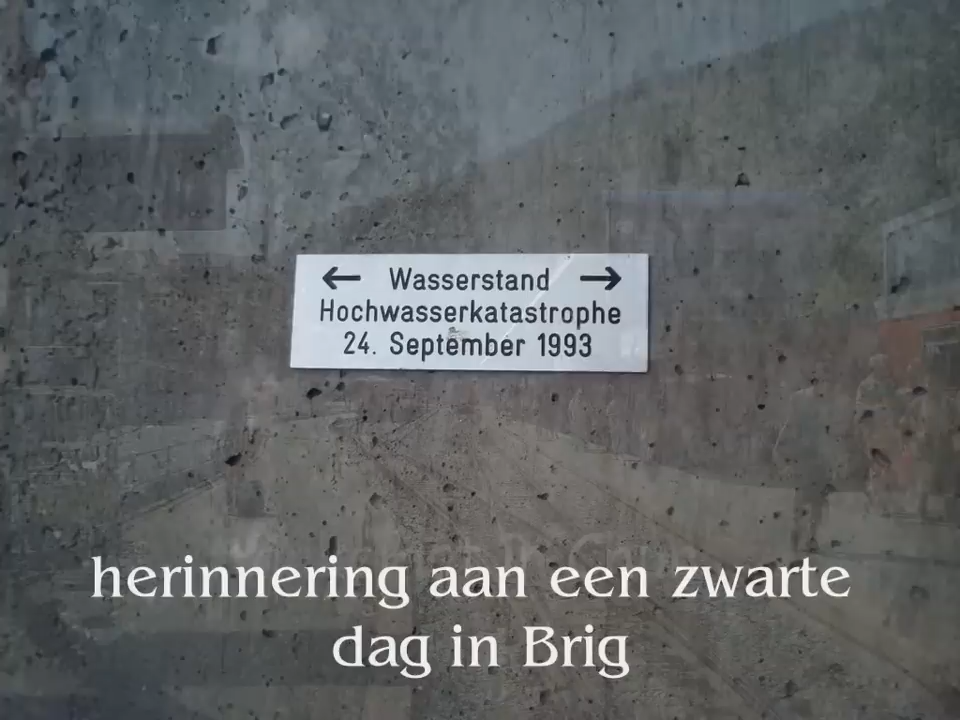 ← Wasserstand →
Hochwasserkatastrophe
24. September 1993
herinnering aan een zwarte
dag in Brig